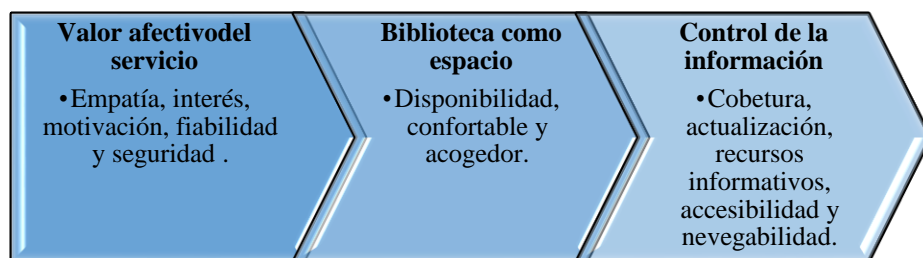 Valor afectivodel
servicio
•Empatía, interés,
motivación, fiabilidad
y seguridad .
Biblioteca como
espacio
•Disponibilidad,
confortable y
acogedor.
Control de la
información
•Cobetura,
actualización,
recursos
informativos,
accesibilidad y
nevegabilidad.